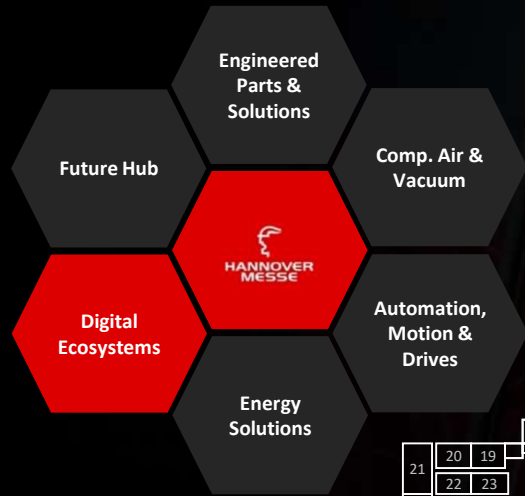 Engineered
Parts &
Solutions
Future Hub
Comp. Air &
Vacuum
HANNOVER
MESSE
Digital
Ecosystems
Automation,
Motion &
Drives
Energy
Solutions
20 19
21
22 23